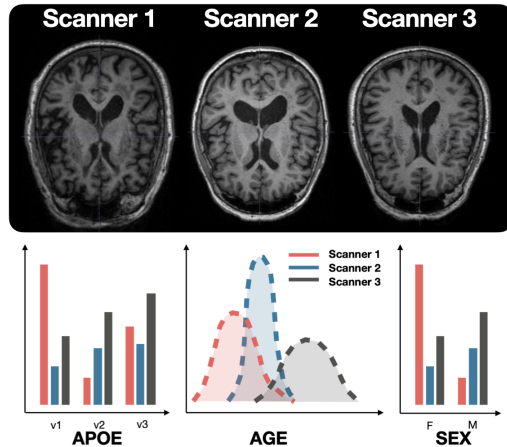 Scanner 1 Scanner 2 Scanner 3
Scanner 1
Scanner 2
Scanner 3
v1 v2 v3
F M
APOE AGE SEX